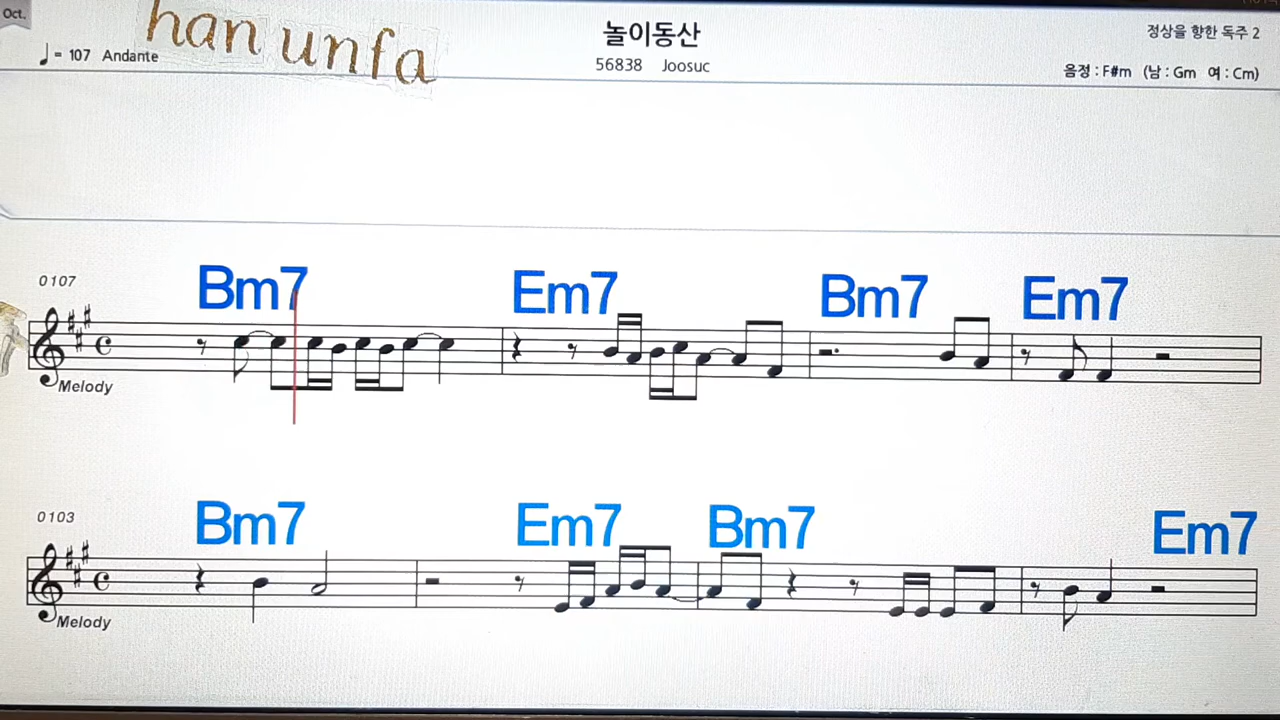 Oct.
han unfa
♩= 107 Andante
놀이동산
56838 Joosuc
정상을 향한 독주 2
음정 : F#m (남 : Gm 여 : Cm)
0107
Bm7 Em7 Bm7 Em7
Melody
0103
Bm7 Em7 Bm7 Em7
Melody